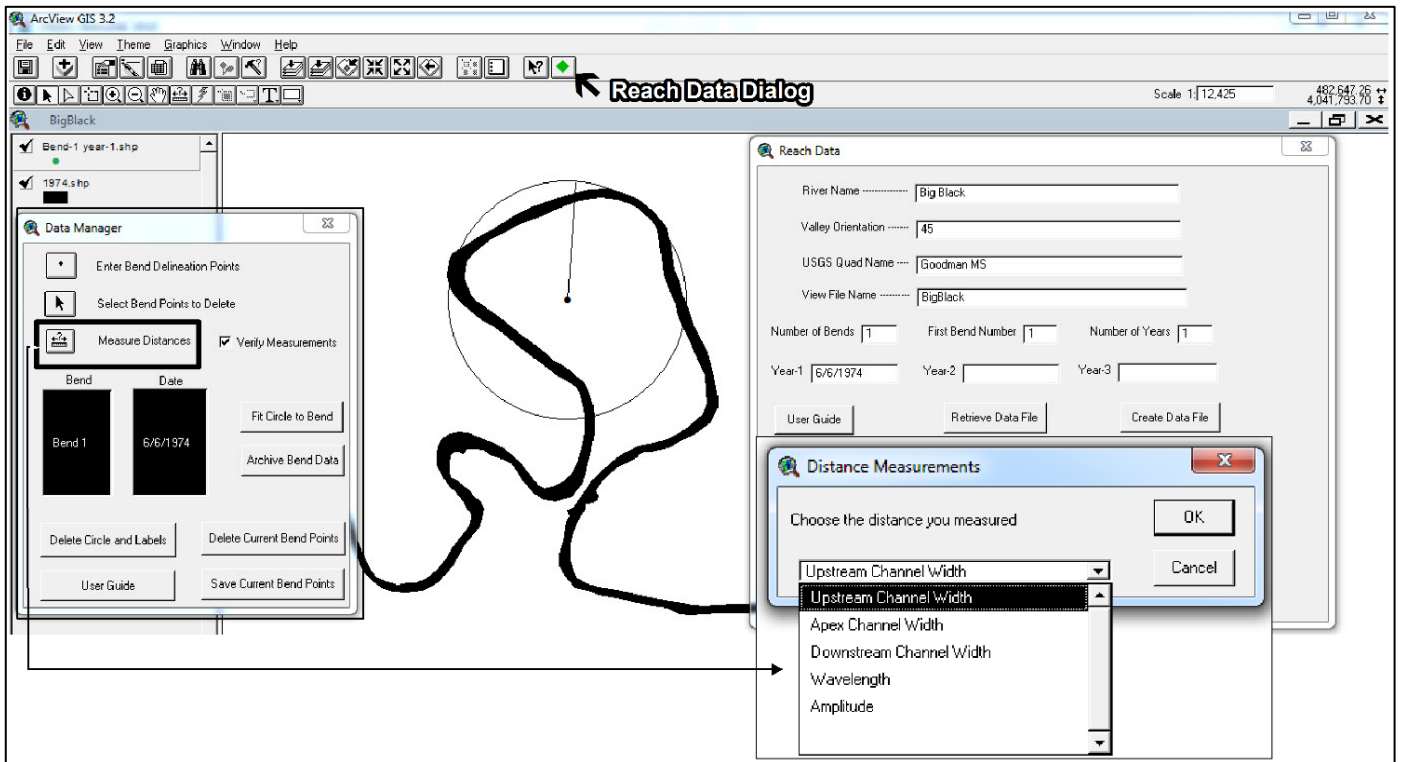 ArcView GIS 3.2
File Edit View Theme Graphics Window Help
Reach Data Dialog
Scale 1: 12,425
482,647.26
4,041,793.70
BigBlack
Bend-1 year-1.shp
1974.shp
Data Manager
Enter Bend Delineation Points
Select Bend Points to Delete
Measure Distances
Verify Measurements
Bend Date
Bend 1 6/6/1974
Fit Circle to Bend
Archive Bend Data
Delete Circle and Labels Delete Current Bend Points
User Guide Save Current Bend Points
Reach Data
River Name -------------- Big Black
Valley Orientation ------- 45
USGS Quad Name ---- Goodman MS
View File Name --------- BigBlack
Number of Bends 1 First Bend Number 1 Number of Years 1
Year-1 6/6/1974 Year-2 Year-3
User Guide Retrieve Data File Create Data File
Distance Measurements
Choose the distance you measured
OK
Cancel
Upstream Channel Width
Upstream Channel Width
Apex Channel Width
Downstream Channel Width
Wavelength
Amplitude